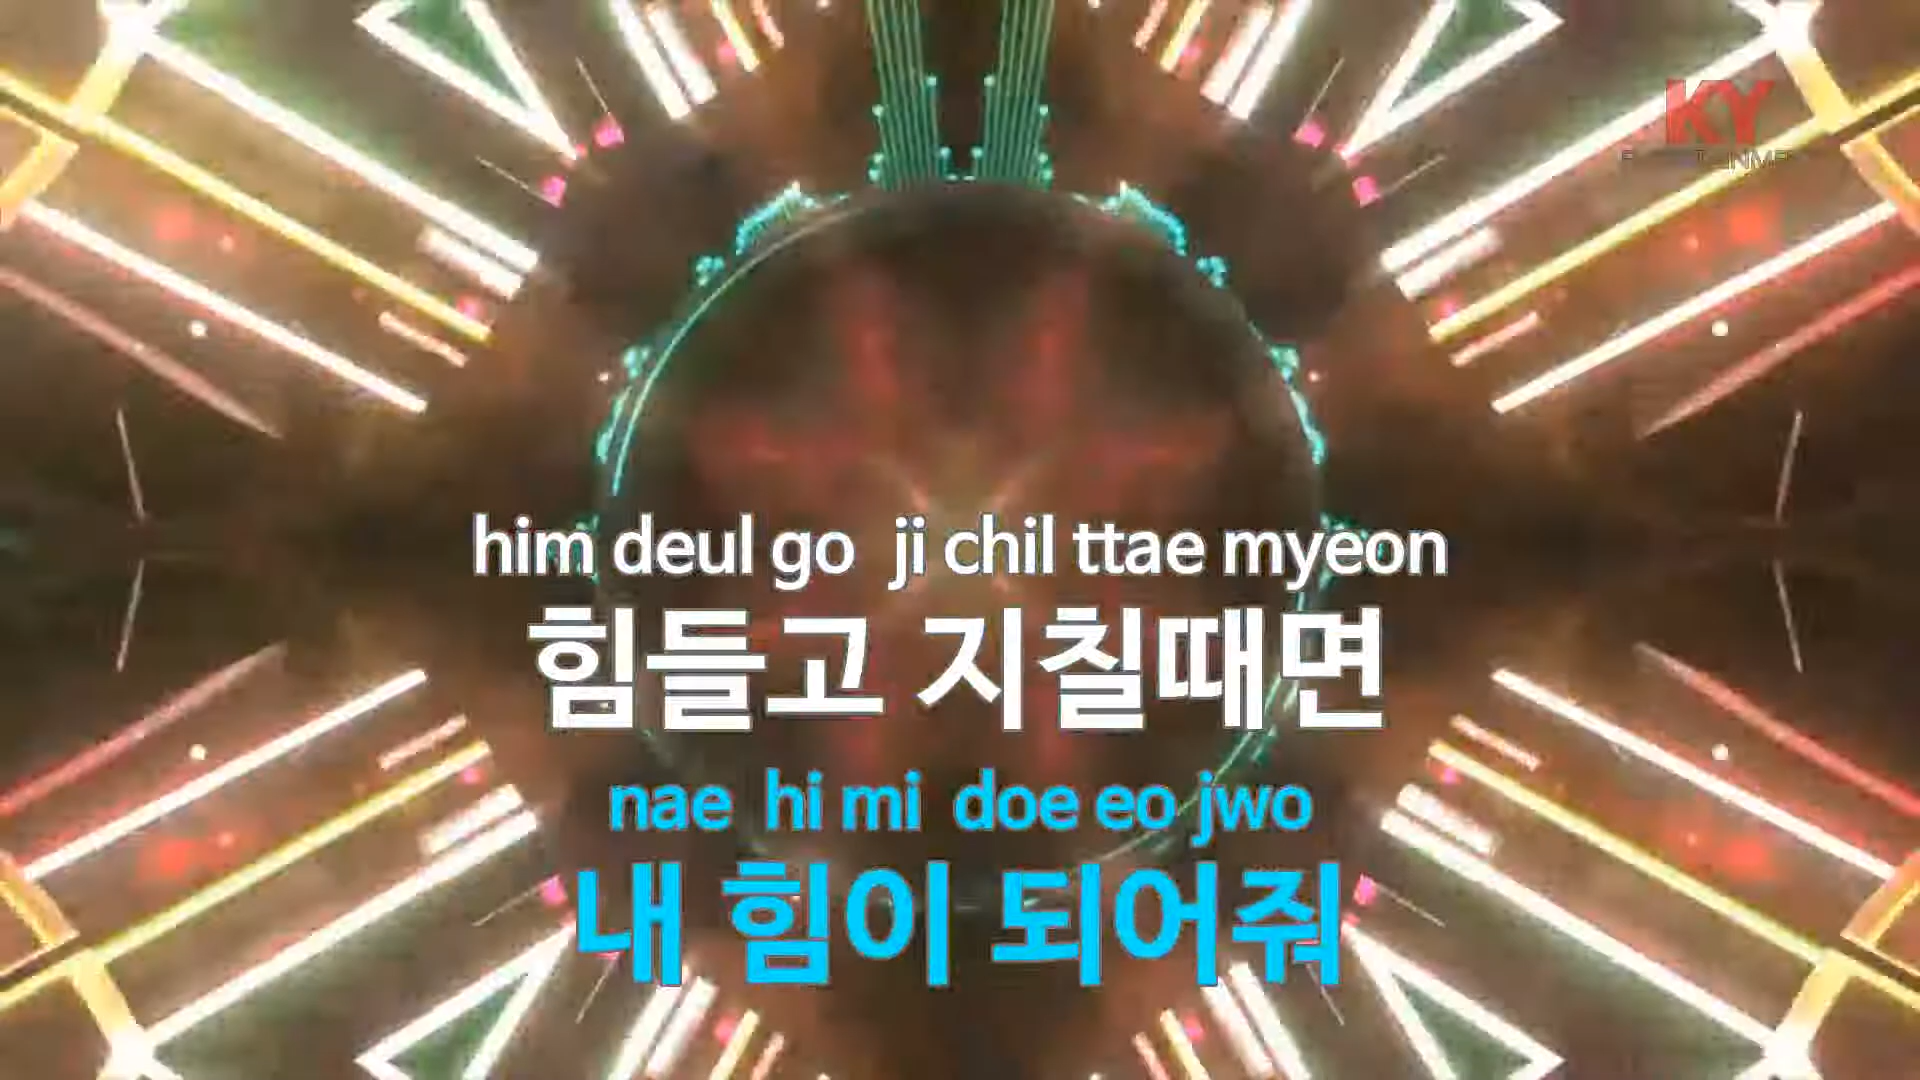 KY
ENTERTAINMENT
him deul go ji chil ttae myeon
힘들고 지칠때면
nae hi mi doe eo jwo
내 힘이 되어줘